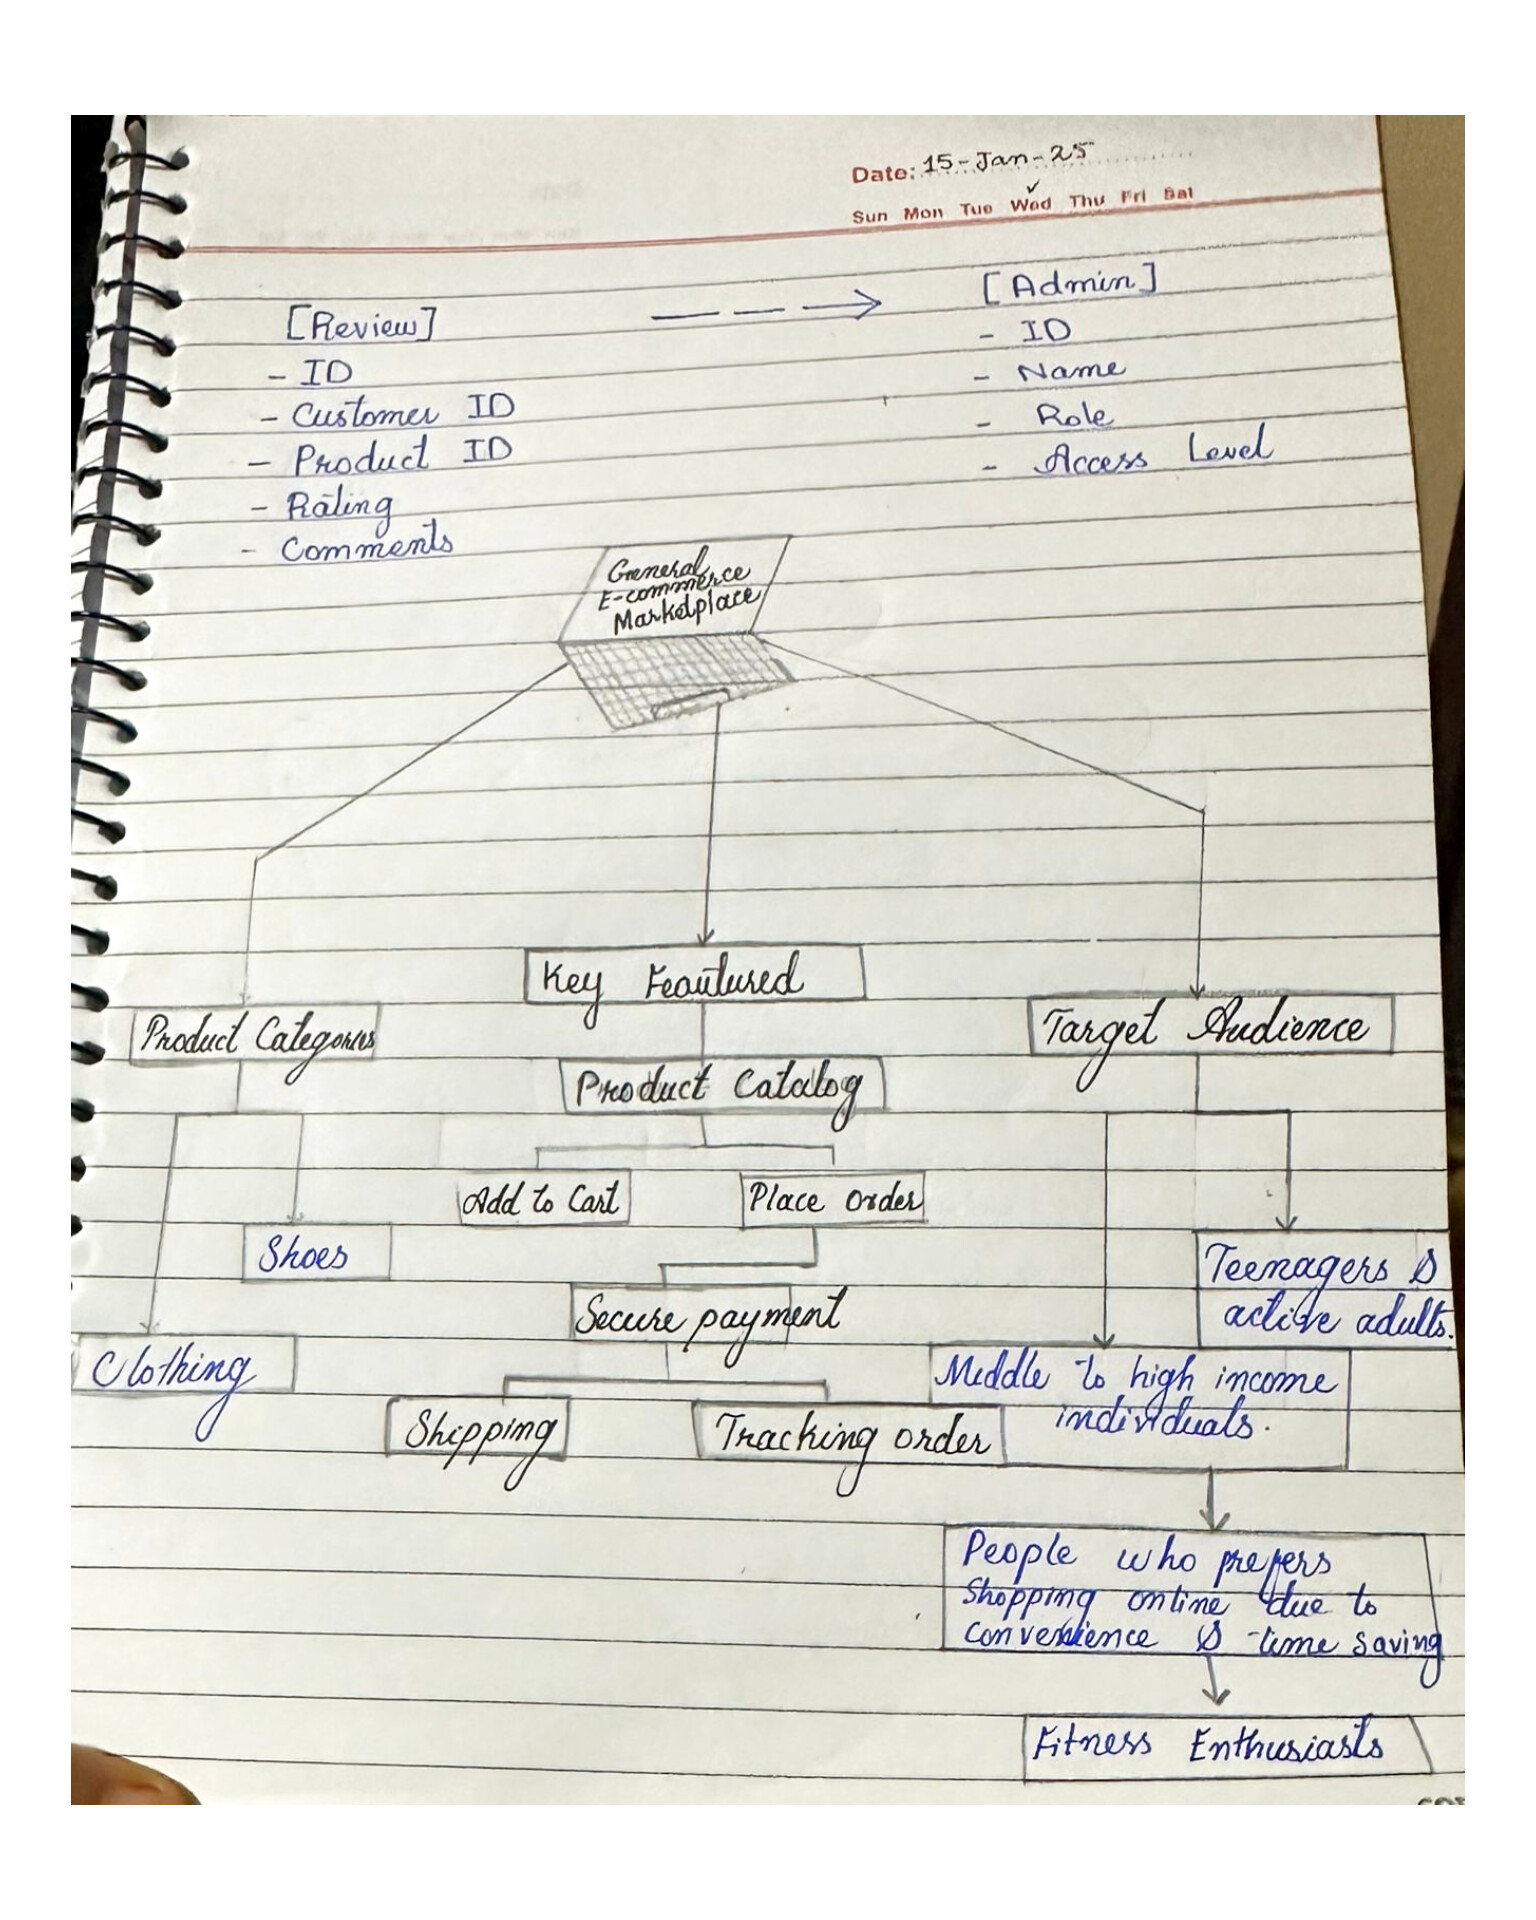 Date: 15-Jan-25
Sun Mon Tue Wed Thu Fri Sat
[Review]
- ID
- Customer ID
- Product ID
- Rating
- Comments
[Admin]
- ID
- Name
- Role
- Access Level
General
E-commerce
Marketplace
Product Categories
Shoes
Clothing
Key Feautured
Product Catalog
Add to Cart
Place order
Secure payment
Shipping
Tracking order
Target Audience
Teenagers &
active adults.
Middle to high income
individuals.
People who prefers
Shopping online due to
convenience & time saving
Fitness Enthusiasts